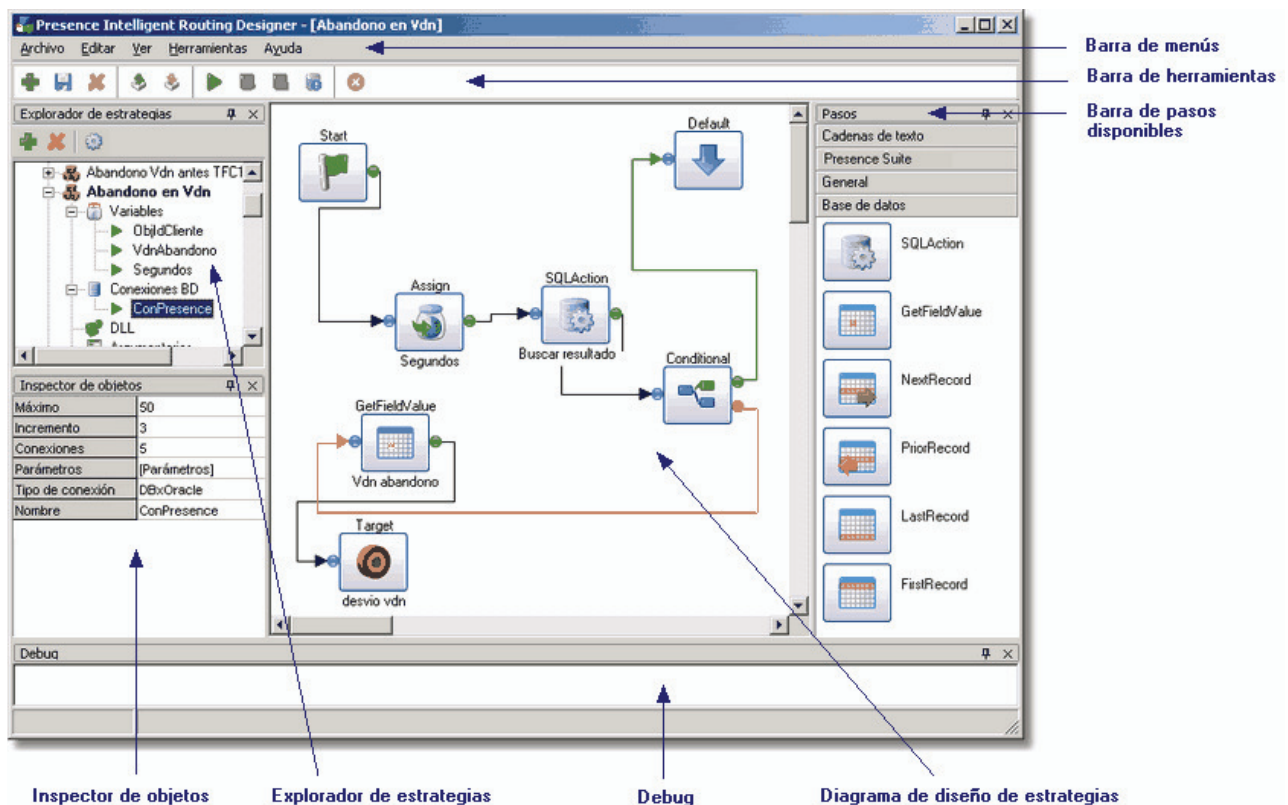 Presence Intelligent Routing Designer - [Abandono en Vdn]
Archivo Editar Ver Herramientas Ayuda
Barra de menús
Barra de herramientas
Barra de pasos
disponibles
Explorador de estrategias
Abandono Vdn antes TFC1
Abandono en Vdn
Variables
ObjIdCliente
VdnAbandono
Segundos
Conexiones BD
ConPresence
DLL
Argumentarios
Inspector de objetos
Máximo 50
Incremento 3
Conexiones 5
Parámetros [Parámetros]
Tipo de conexión DBxOracle
Nombre ConPresence
Start
Default
Assign
Segundos
SQLAction
Buscar resultado
Conditional
GetFieldValue
Vdn abandono
Target
desvio vdn
Pasos
Cadenas de texto
Presence Suite
General
Base de datos
SQLAction
GetFieldValue
NextRecord
PriorRecord
LastRecord
FirstRecord
Debug
Inspector de objetos
Explorador de estrategias
Debug
Diagrama de diseño de estrategias